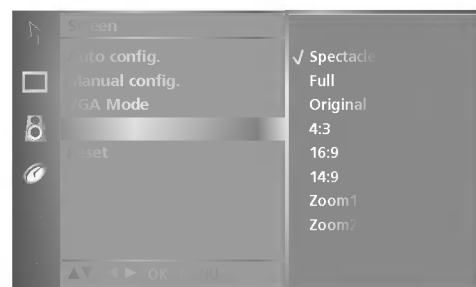 Screen
Auto config.
Manual config.
VGA Mode
Reset
▲▼ ◄ ► OK MENU
✓ Spectacle
Full
Original
4:3
16:9
14:9
Zoom1
Zoom2